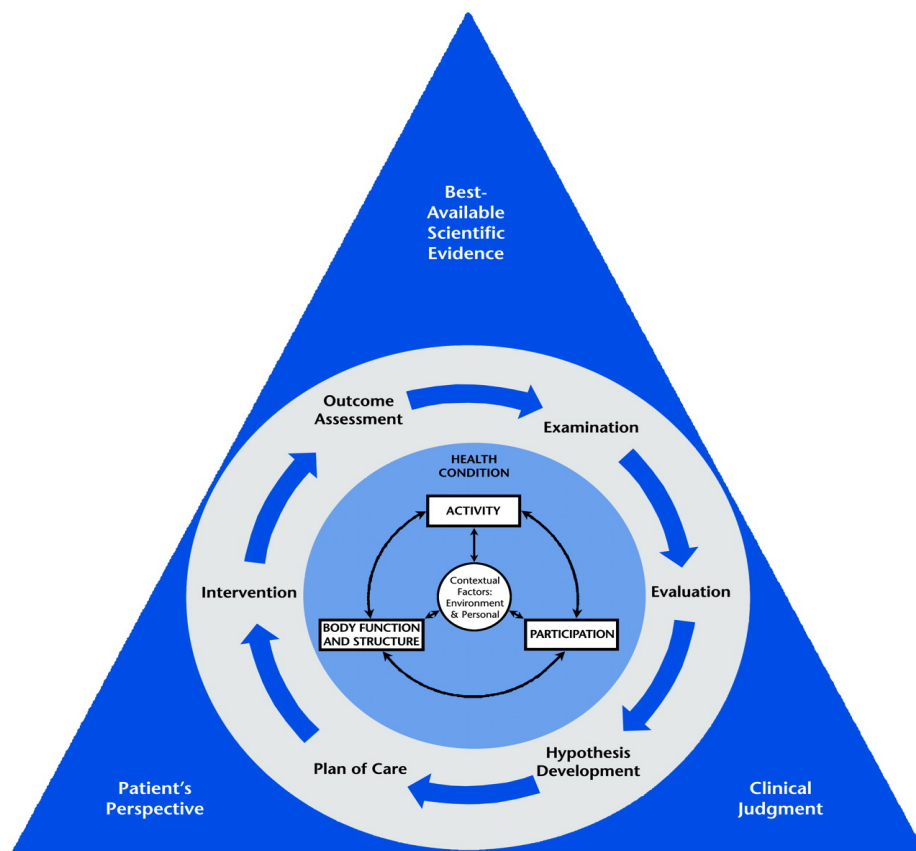 Best-
Available
Scientific
Evidence
Outcome
Assessment
Examination
HEALTH
CONDITION
ACTIVITY
Contextual
Factors:
Environment
& Personal
Intervention
Evaluation
BODY FUNCTION
AND STRUCTURE
PARTICIPATION
Plan of Care
Hypothesis
Development
Patient's
Perspective
Clinical
Judgment